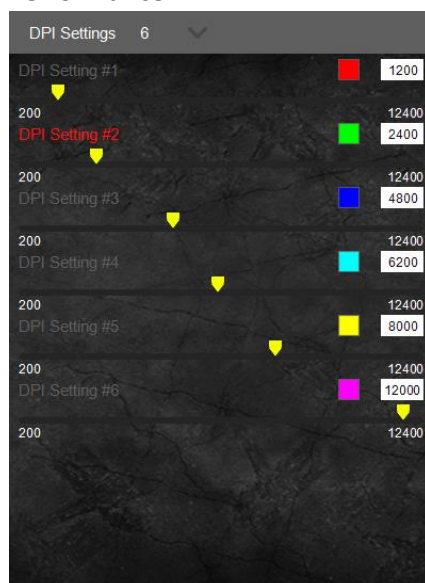 DPI Settings 6
DPI Setting #1 1200
200 12400
DPI Setting #2 2400
200 12400
DPI Setting #3 4800
200 12400
DPI Setting #4 6200
200 12400
DPI Setting #5 8000
200 12400
DPI Setting #6 12000
200 12400